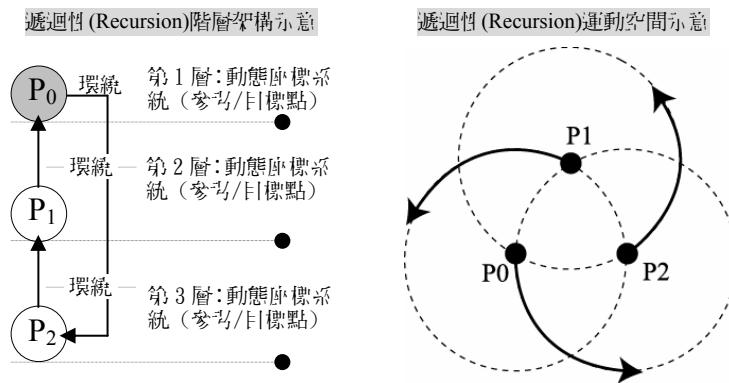 遞迴性 (Recursion)階層架構示意
P0
環繞
第 1 層：動態座標系
統（參考/目標點）
環繞
第 2 層：動態座標系
統（參考/目標點）
P1
環繞
第 3 層：動態座標系
統（參考/目標點）
P2
遞迴性 (Recursion)運動空間示意
P1
P0
P2